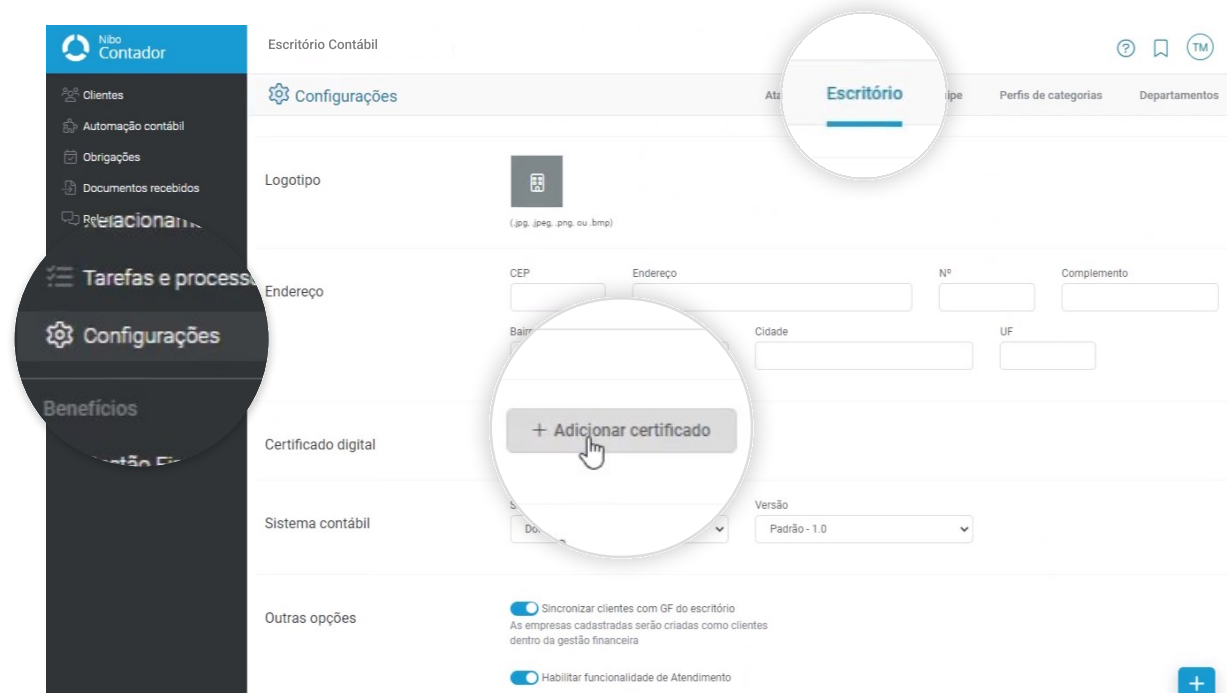 Nibo
Contador
Escritório Contábil
TM
Clientes
Automação contábil
Obrigações
Documentos recebidos
Tarefas e process
Configurações
Benefícios
Configurações
Escritório
Perfis de categorias
Departamentos
Logotipo
(.jpg, .jpeg, .png, ou .bmp)
Endereço
CEP
Endereço
Nº
Complemento
Cidade
UF
Certificado digital
+ Adicionar certificado
Sistema contábil
Versão
Padrão - 1.0
Outras opções
Sincronizar clientes com GF do escritório
As empresas cadastradas serão criadas como clientes
dentro da gestão financeira
Habilitar funcionalidade de Atendimento